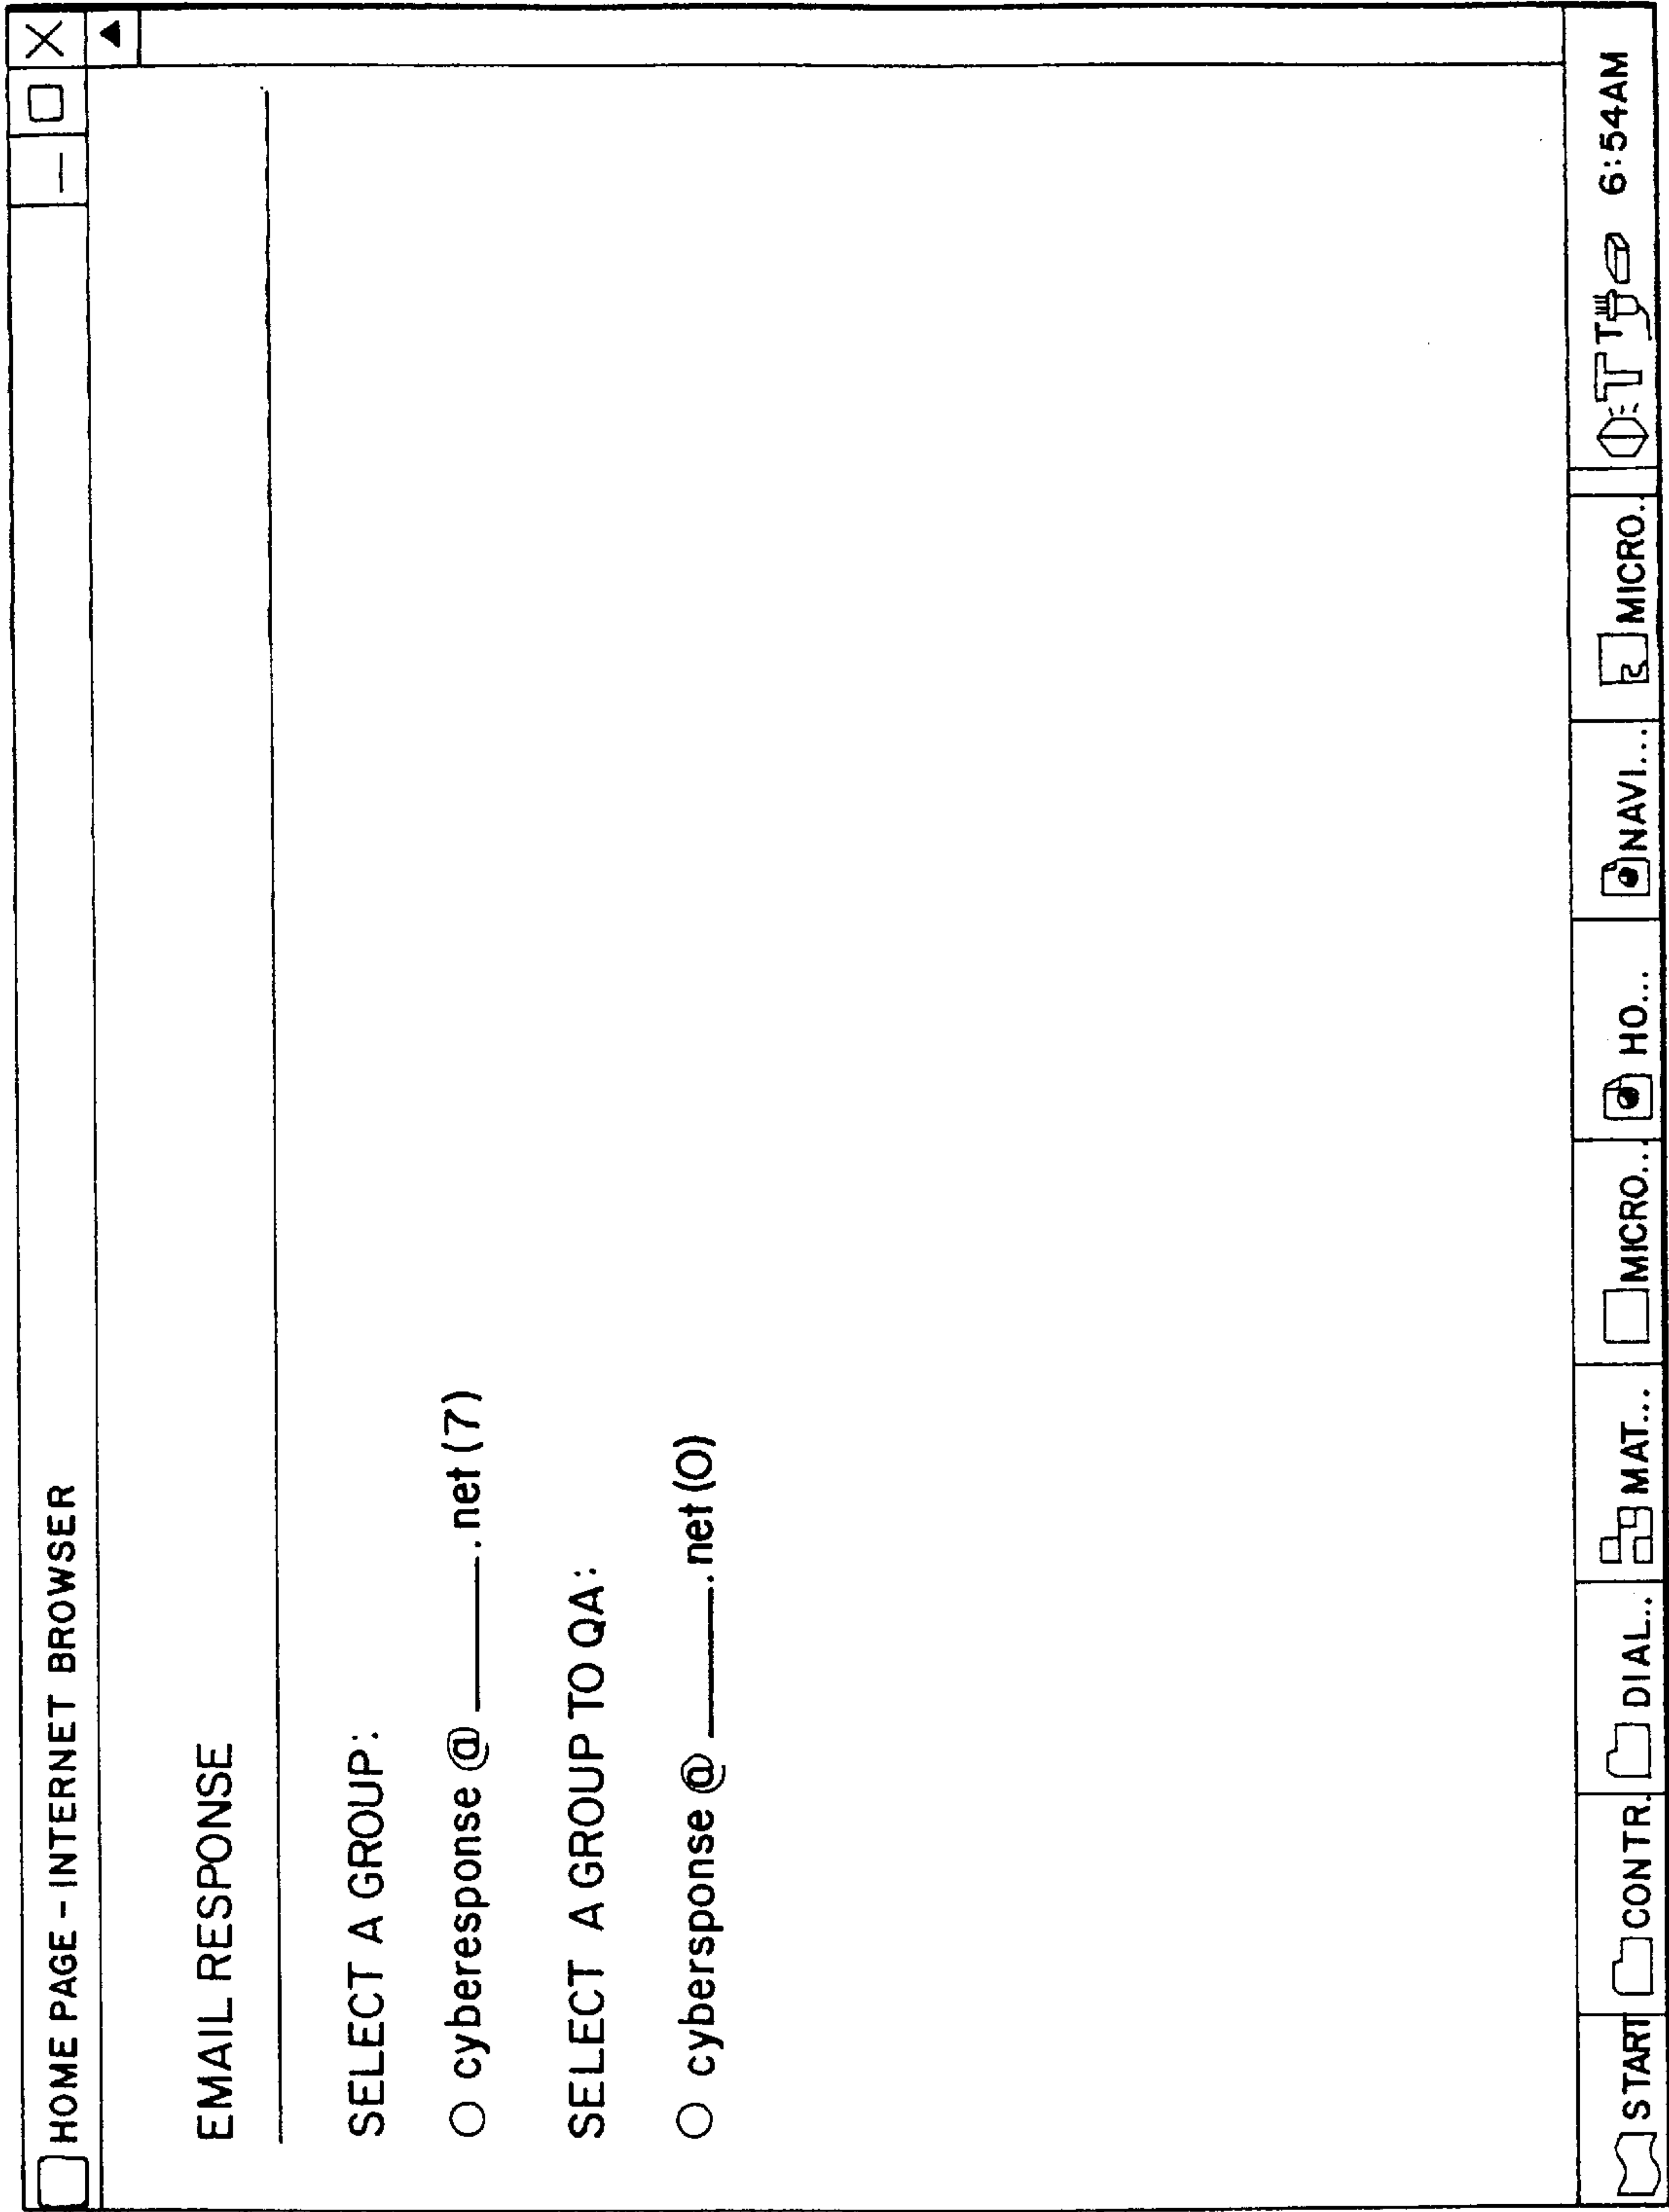 HOME PAGE - INTERNET BROWSER
EMAIL RESPONSE
SELECT A GROUP:
cyberesponse @ ______. net (7)
SELECT A GROUP TO QA:
cybersponse @ ______. net (0)
START CONTR. DIAL.. MAT... MICRO... HO... NAVI... MICRO.. T T 6:54AM